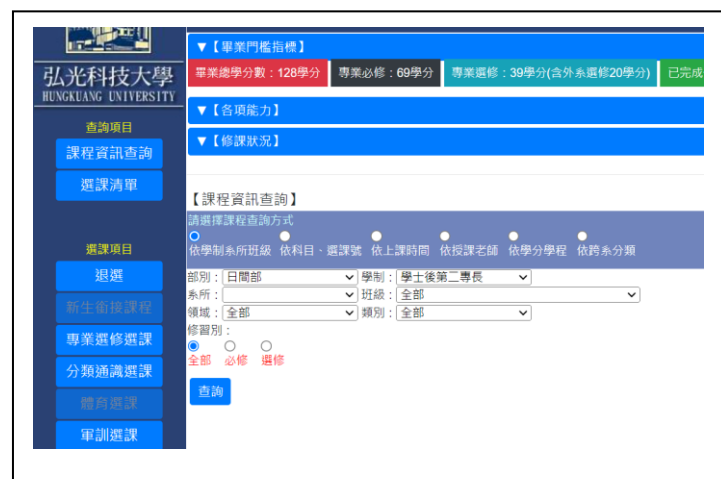 弘光科技大學
HUNGKUANG UNIVERSITY
查詢項目
課程資訊查詢
選課清單
選課項目
退選
新生銜接課程
專業選修選課
分類通識選課
體育選課
軍訓選課
▼【畢業門檻指標】
畢業總學分數：128學分 專業必修：69學分 專業選修：39學分(含外系選修20學分) 已完成
▼【各項能力】
▼【修課狀況】
【課程資訊查詢】
請選擇課程查詢方式
依學制系所班級 依科目、選課號 依上課時間 依授課老師 依學分學程 依跨系分類
部別：日間部 學制：學士後第二專長
系所： 班級：全部
領域：全部 類別：全部
修習別：
全部 必修 選修
查詢